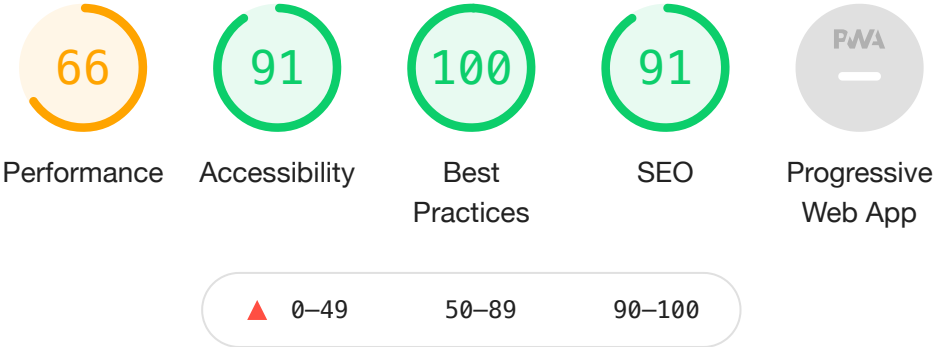 66
91
100
91
PWA
Performance
Accessibility
Best
Practices
SEO
Progressive
Web App
0–49
50–89
90–100